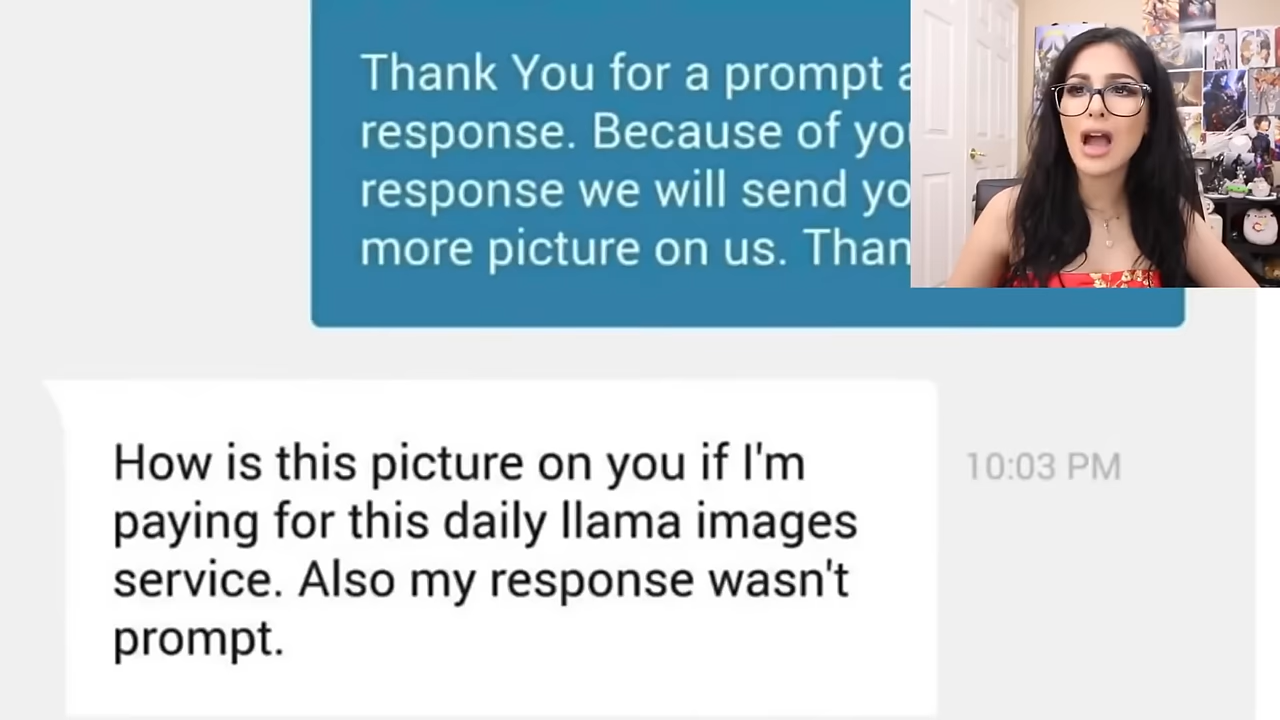 Thank You for a prompt
response. Because of
response we will send
more picture on us.
How is this picture on you if I'm
10:03 PM
paying for this daily llama images
service. Also my response wasn't
prompt.